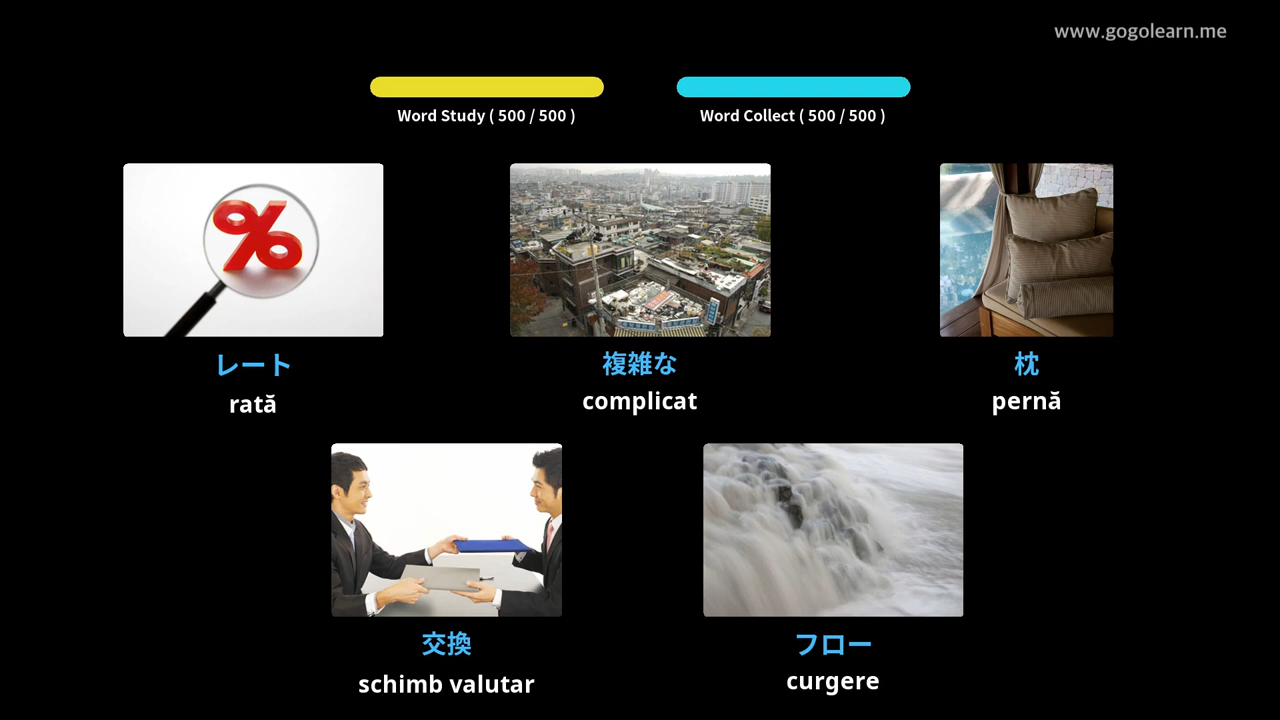 www.gogolearn.me
Word Study ( 500 / 500 )
Word Collect ( 500 / 500 )
レート
rată
複雑な
complicat
枕
pernă
交換
schimb valutar
フロー
curgere